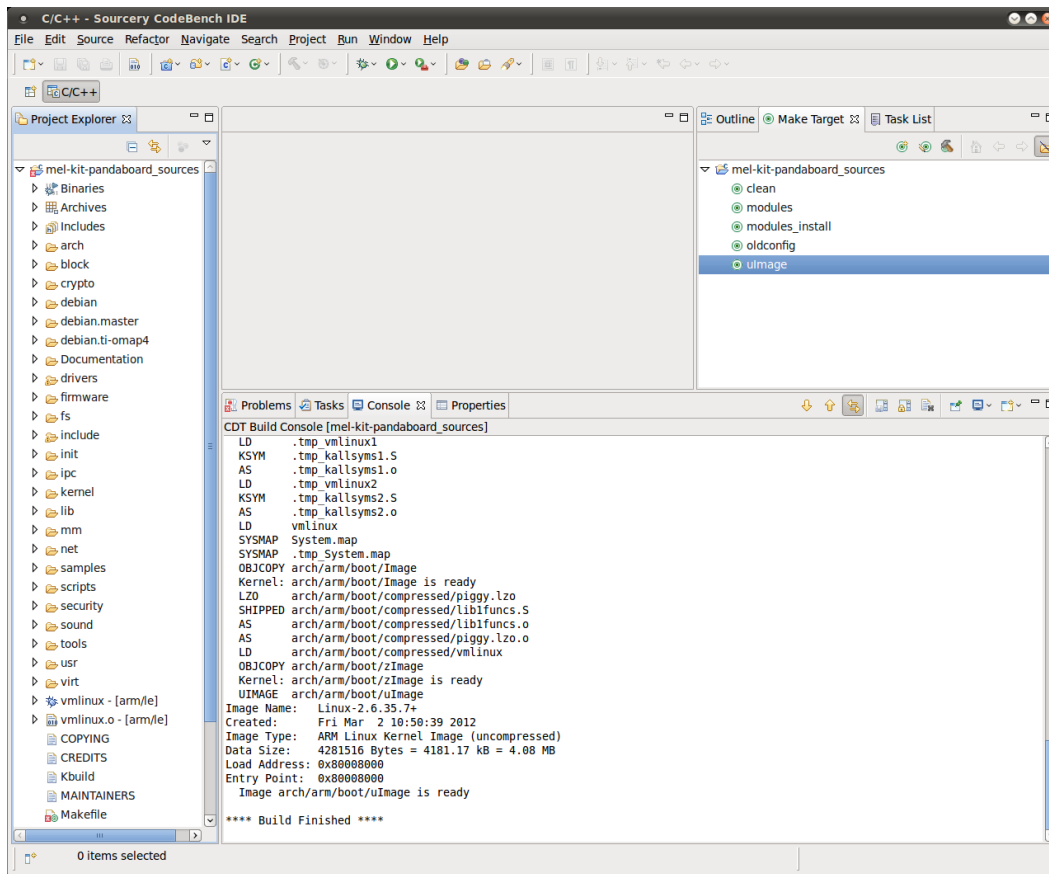 C/C++ - Sourcery CodeBench IDE
File Edit Source Refactor Navigate Search Project Run Window Help
C/C++
Project Explorer
mel-kit-pandaboard_sources
Binaries
Archives
Includes
arch
block
crypto
debian
debian.master
debian.ti-omap4
Documentation
drivers
firmware
fs
include
init
ipc
kernel
lib
mm
net
samples
scripts
security
sound
tools
usr
virt
vmlinux - [arm/le]
vmlinux.o - [arm/le]
COPYING
CREDITS
Kbuild
MAINTAINERS
Makefile
Outline Make Target Task List
mel-kit-pandaboard_sources
clean
modules
modules_install
oldconfig
uImage
Problems Tasks Console Properties
CDT Build Console [mel-kit-pandaboard_sources]
LD .tmp_vmlinux1
KSYM .tmp_kallsyms1.S
AS .tmp_kallsyms1.o
LD .tmp_vmlinux2
KSYM .tmp_kallsyms2.S
AS .tmp_kallsyms2.o
LD vmlinux
SYSMAP System.map
SYSMAP .tmp_System.map
OBJCOPY arch/arm/boot/Image
Kernel: arch/arm/boot/Image is ready
LZO arch/arm/boot/compressed/piggy.lzo
SHIPPED arch/arm/boot/compressed/lib1funcs.S
AS arch/arm/boot/compressed/lib1funcs.o
AS arch/arm/boot/compressed/piggy.lzo.o
LD arch/arm/boot/compressed/vmlinux
OBJCOPY arch/arm/boot/zImage
Kernel: arch/arm/boot/zImage is ready
UIMAGE arch/arm/boot/uImage
Image Name: Linux-2.6.35.7+
Created: Fri Mar 2 10:50:39 2012
Image Type: ARM Linux Kernel Image (uncompressed)
Data Size: 4281516 Bytes = 4181.17 kB = 4.08 MB
Load Address: 0x80008000
Entry Point: 0x80008000
Image arch/arm/boot/uImage is ready
**** Build Finished ****
0 items selected